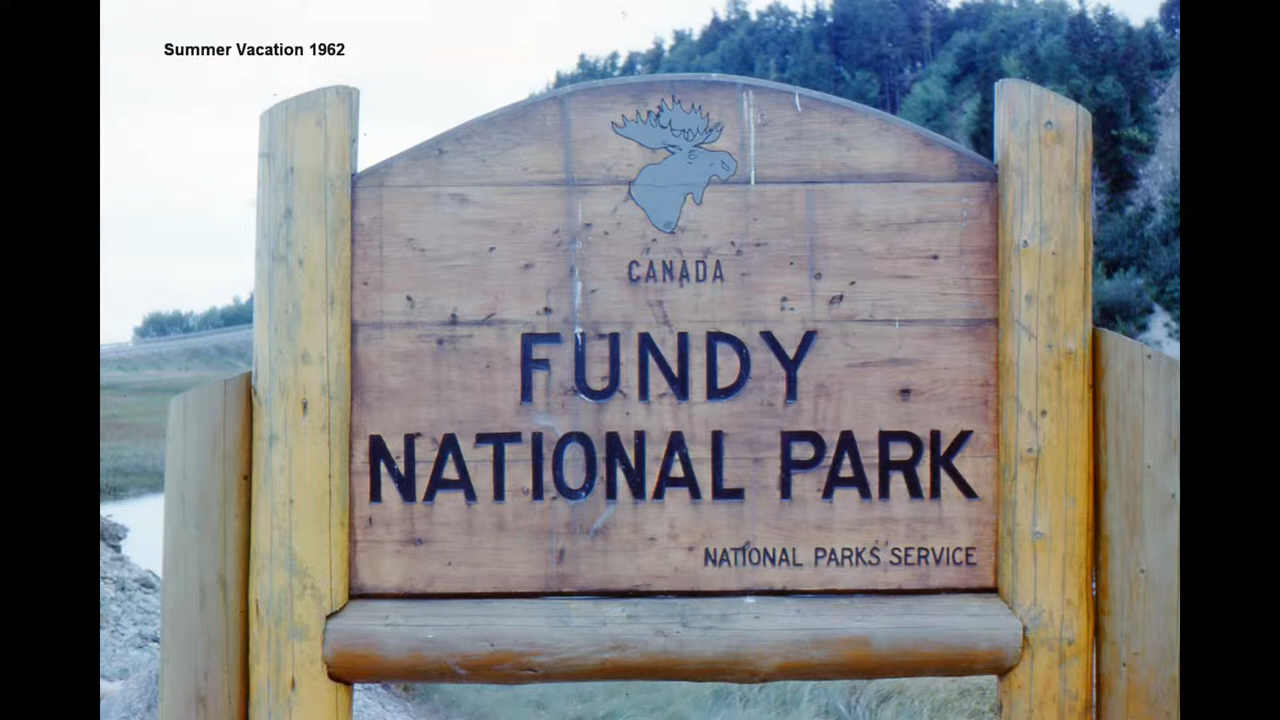 Summer Vacation 1962
CANADA
FUNDY
NATIONAL PARK
NATIONAL PARKS SERVICE